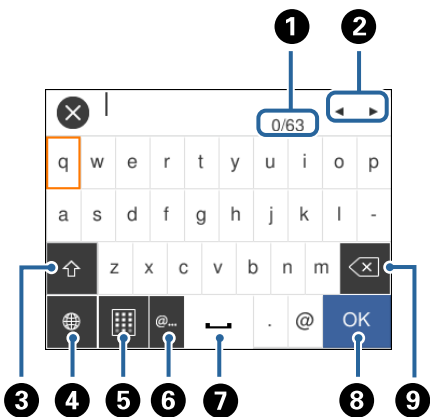 1 2
0/63
q w e r t y u i o p
a s d f g h j k l -
3 z x c v b n m
@... . @ OK
4 5 6 7 8 9